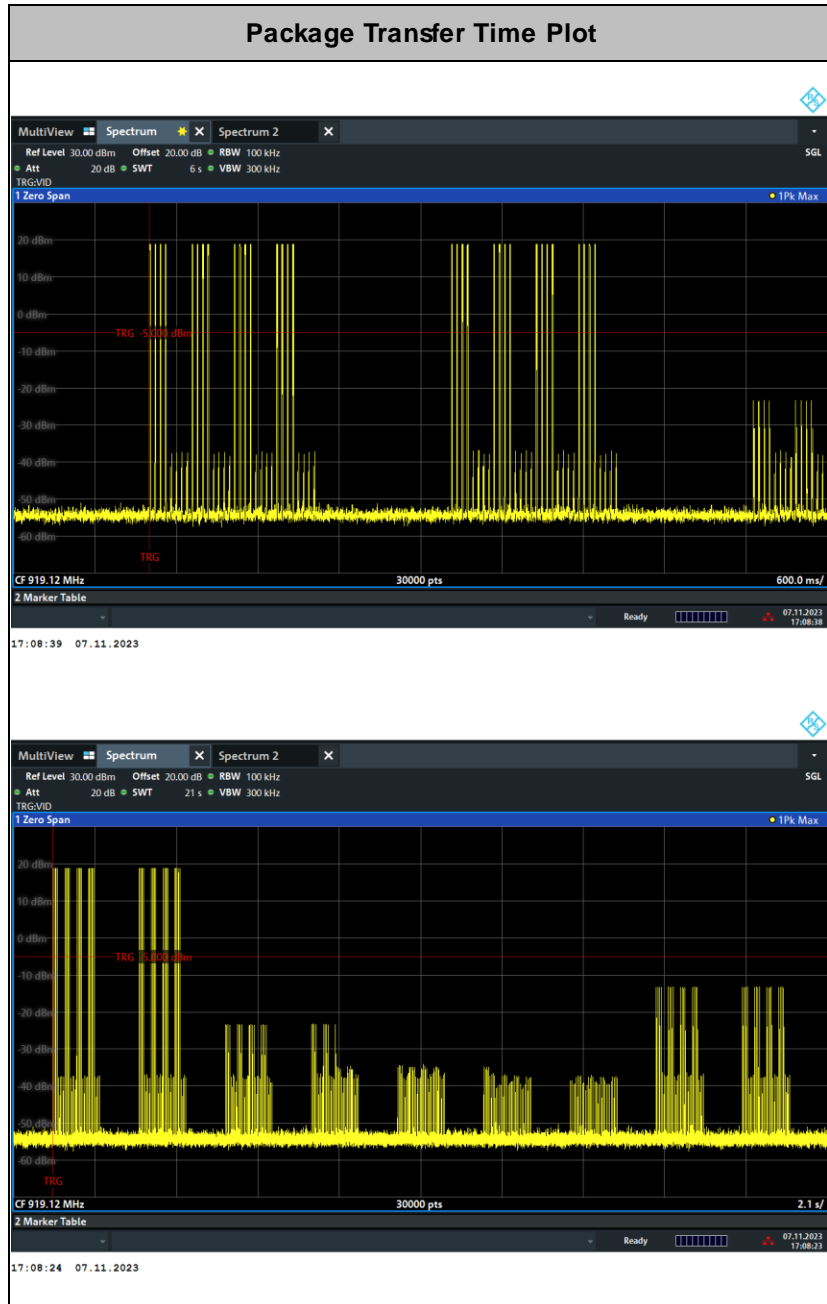 Package Transfer Time Plot
MultiView Spectrum Spectrum 2
Ref Level 30.00 dBm Offset 20.00 dB RBW 100 kHz SGL
Att 20 dB SWT 6 s VBW 300 kHz
TRG:VID
1 Zero Span 1Pk Max
20 dBm
10 dBm
0 dBm
TRG -5.000 dBm
-10 dBm
-20 dBm
-30 dBm
-40 dBm
-50 dBm
-60 dBm
TRG
CF 919.12 MHz 30000 pts 600.0 ms/
2 Marker Table
Ready 07.11.2023
17:08:38
17:08:39 07.11.2023
MultiView Spectrum Spectrum 2
Ref Level 30.00 dBm Offset 20.00 dB RBW 100 kHz SGL
Att 20 dB SWT 21 s VBW 300 kHz
TRG:VID
1 Zero Span 1Pk Max
20 dBm
10 dBm
0 dBm
TRG -5.000 dBm
-10 dBm
-20 dBm
-30 dBm
-40 dBm
-50 dBm
-60 dBm
TRG
CF 919.12 MHz 30000 pts 2.1 s/
2 Marker Table
Ready 07.11.2023
17:08:23
17:08:24 07.11.2023